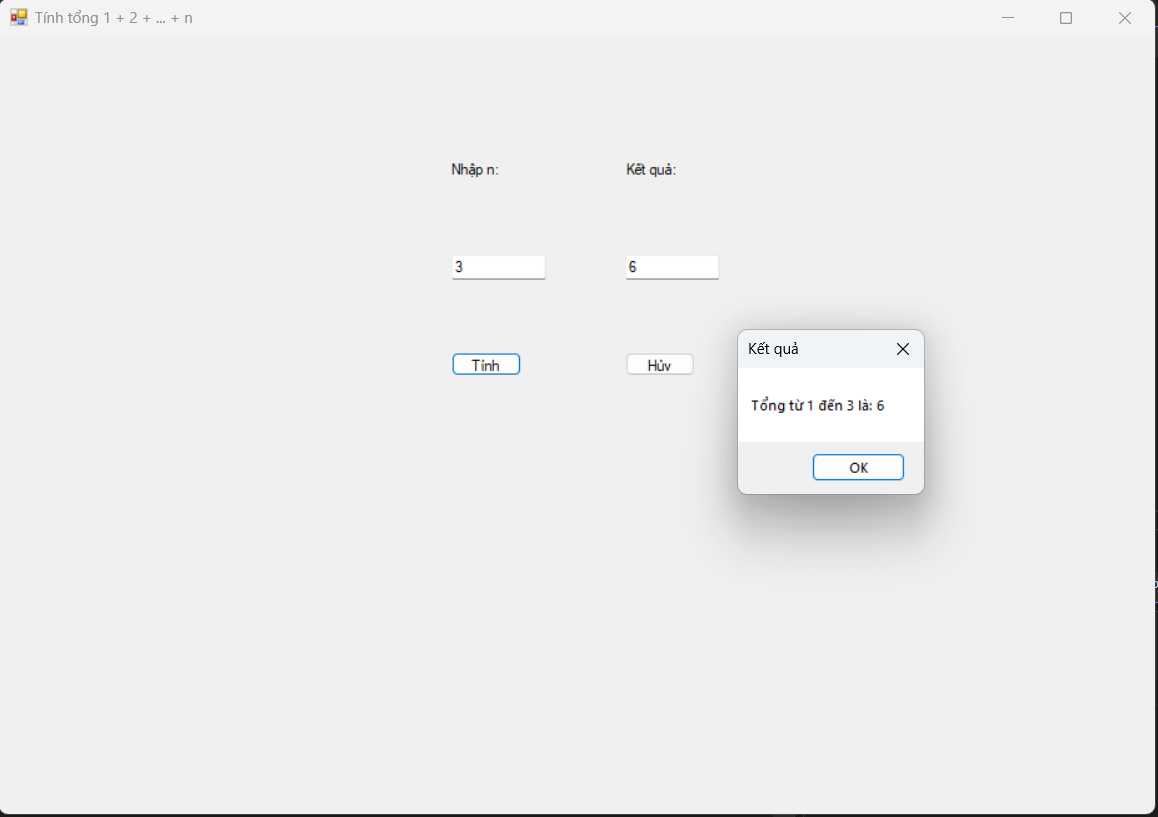 Tính tổng 1 + 2 + ... + n
Nhập n:
Kết quả:
3
6
Tính
Hủy
Kết quả
Tổng từ 1 đến 3 là: 6
OK